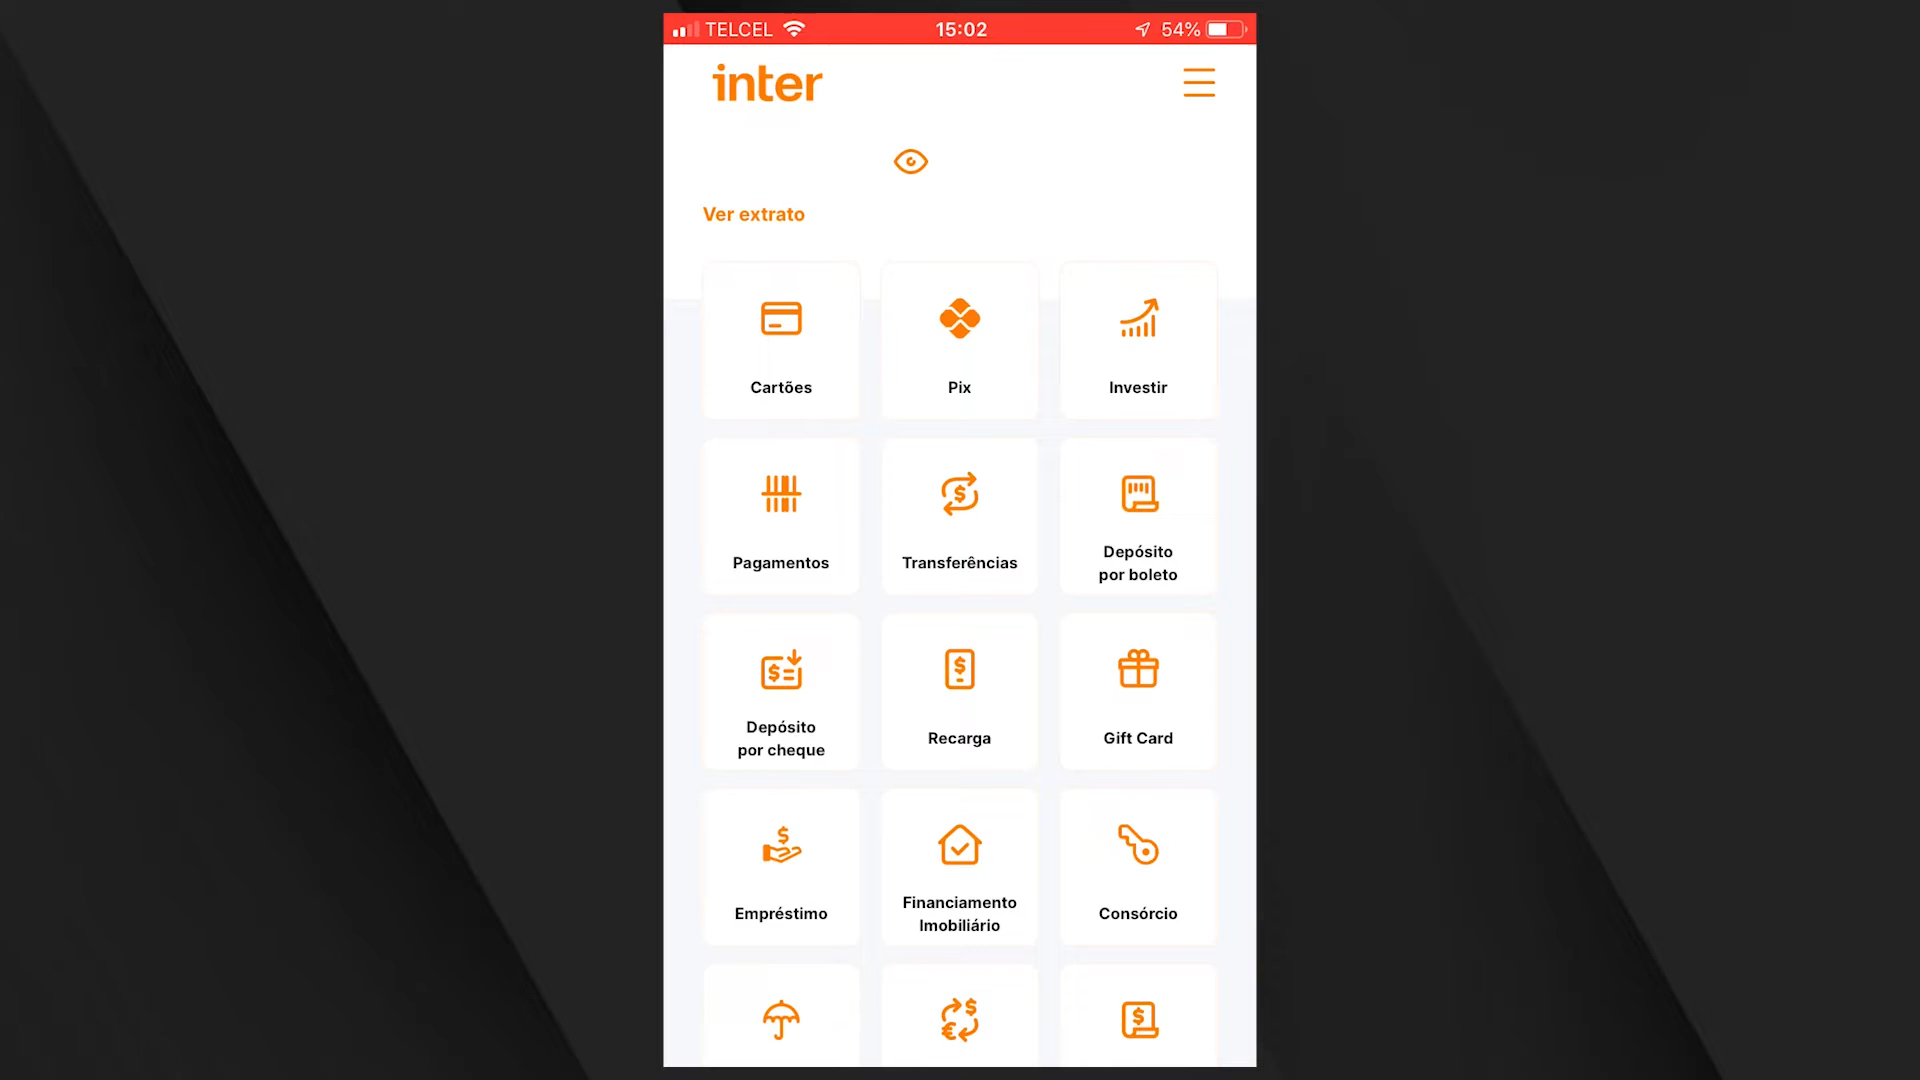 TELCEL 15:02 54%
inter
Ver extrato
Cartões
Pix
Investir
Pagamentos
Transferências
Depósito
por boleto
Depósito
por cheque
Recarga
Gift Card
Empréstimo
Financiamento
Imobiliário
Consórcio